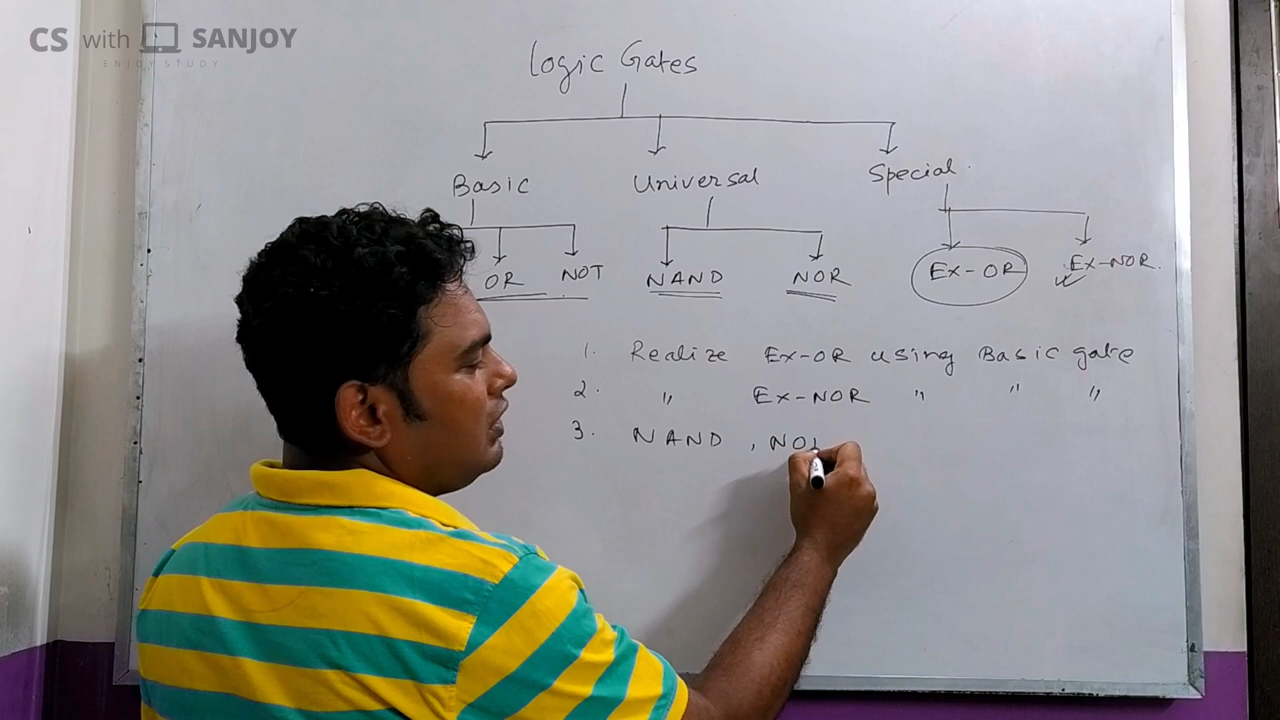 CS with SANJOY
ENJOY STUDY
Logic Gates
Basic Universal Special.
OR NOT NAND NOR Ex-OR Ex-NOR.
1. Realize Ex-OR using Basic gate
2. " Ex-NOR " " "
3. NAND , NO